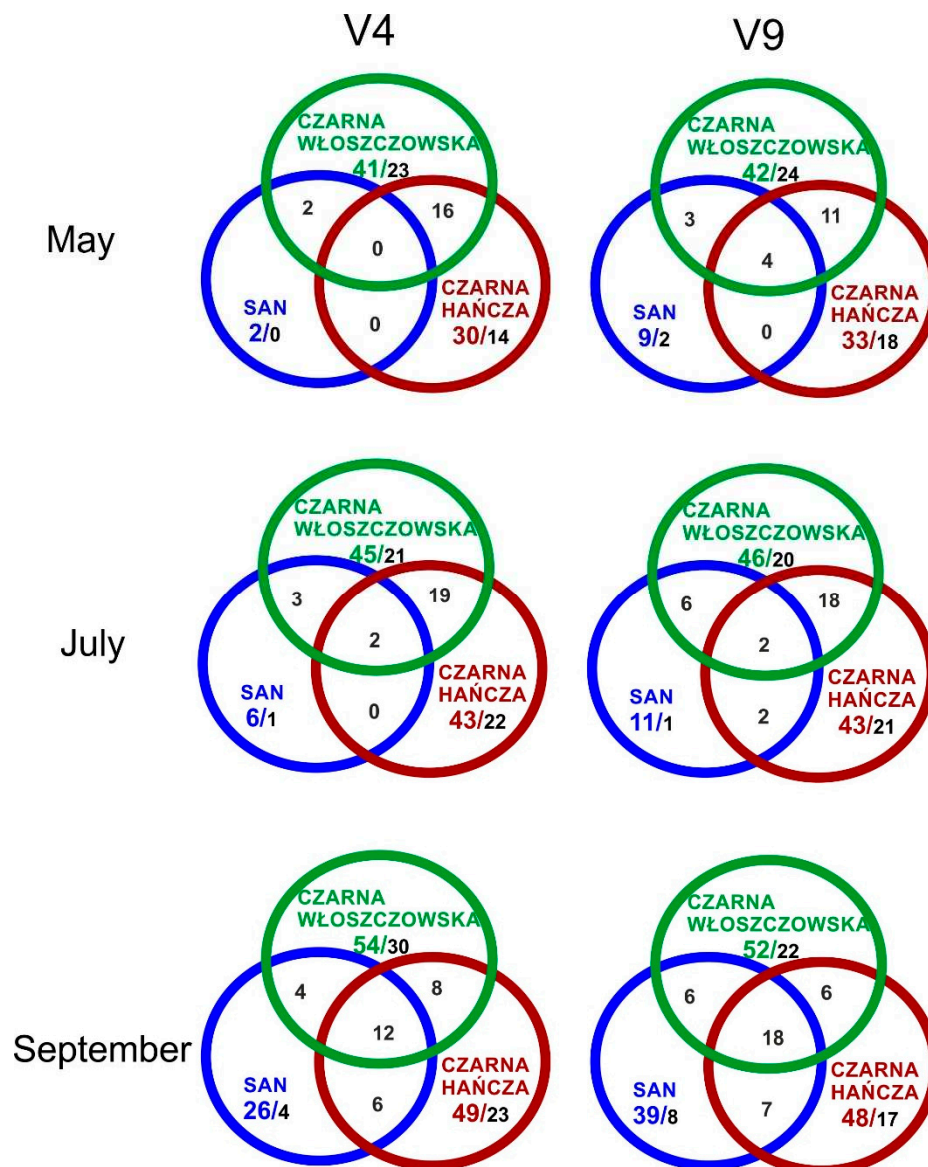 V4
V9
May
CZARNA
WŁOSZCZOWSKA
41/23
2
16
0
SAN
2/0
0
CZARNA
HAŃCZA
30/14
CZARNA
WŁOSZCZOWSKA
42/24
3
11
4
SAN
9/2
0
CZARNA
HAŃCZA
33/18
July
CZARNA
WŁOSZCZOWSKA
45/21
3
19
2
SAN
6/1
0
CZARNA
HAŃCZA
43/22
CZARNA
WŁOSZCZOWSKA
46/20
6
18
2
SAN
11/1
2
CZARNA
HAŃCZA
43/21
September
CZARNA
WŁOSZCZOWSKA
54/30
4
8
12
SAN
26/4
6
CZARNA
HAŃCZA
49/23
CZARNA
WŁOSZCZOWSKA
52/22
6
6
18
SAN
39/8
7
CZARNA
HAŃCZA
48/17